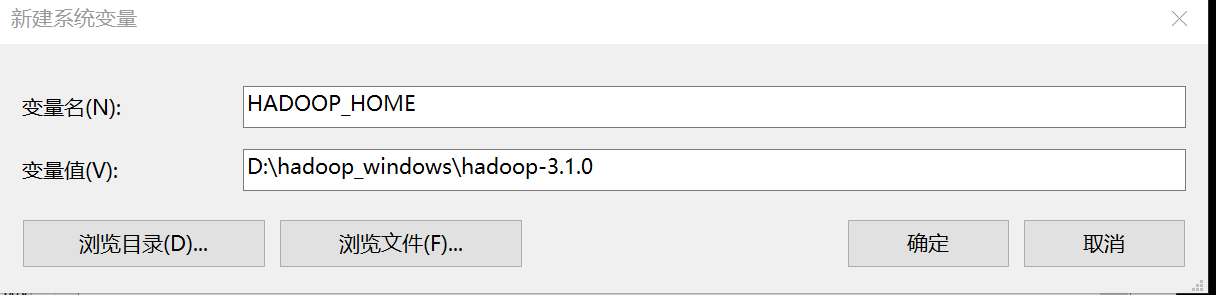 新建系统变量
变量名(N):
HADOOP_HOME
变量值(V):
D:\hadoop_windows\hadoop-3.1.0
浏览目录(D)...
浏览文件(F)...
确定
取消